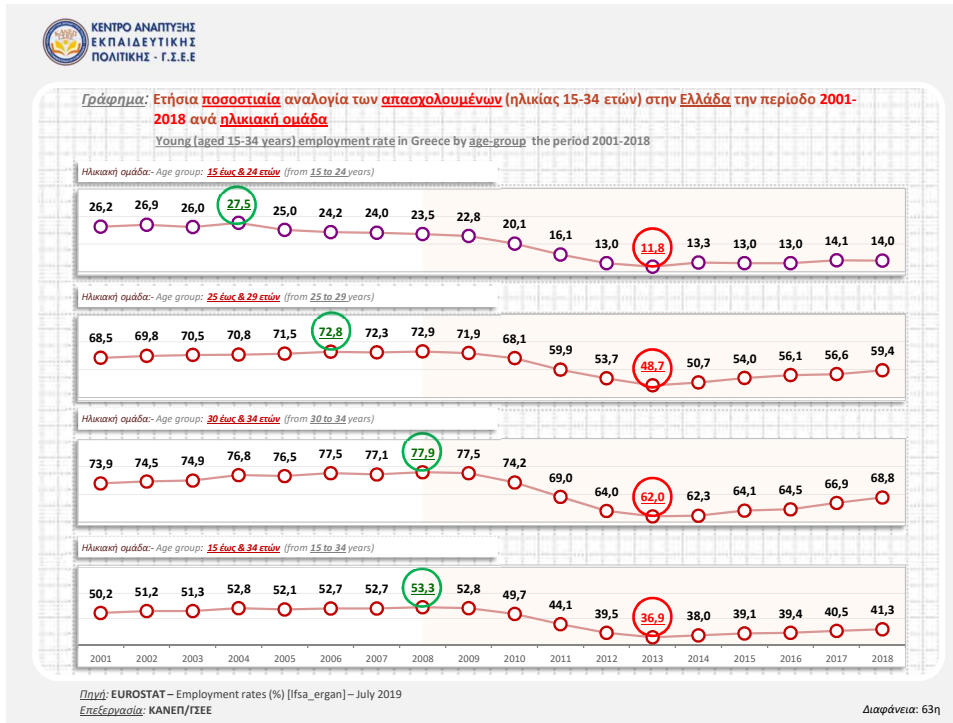 ΚΕΝΤΡΟ ΑΝΑΠΤΥΞΗΣ
ΕΚΠΑΙΔΕΥΤΙΚΗΣ
ΠΟΛΙΤΙΚΗΣ - Γ.Σ.Ε.Ε
Γράφημα: Ετήσια ποσοστιαία αναλογία των απασχολουμένων (ηλικίας 15-34 ετών) στην Ελλάδα την περίοδο 2001-
2018 ανά ηλικιακή ομάδα
Young (aged 15-34 years) employment rate in Greece by age-group the period 2001-2018
Ηλικιακή ομάδα:- Age group: 15 έως & 24 ετών (from 15 to 24 years)
26,2 26,9 26,0 27,5 25,0 24,2 24,0 23,5 22,8 20,1 16,1 13,0 11,8 13,3 13,0 13,0 14,1 14,0
Ηλικιακή ομάδα:- Age group: 25 έως & 29 ετών (from 25 to 29 years)
68,5 69,8 70,5 70,8 71,5 72,8 72,3 72,9 71,9 68,1 59,9 53,7 48,7 50,7 54,0 56,1 56,6 59,4
Ηλικιακή ομάδα:- Age group: 30 έως & 34 ετών (from 30 to 34 years)
73,9 74,5 74,9 76,8 76,5 77,5 77,1 77,9 77,5 74,2 69,0 64,0 62,0 62,3 64,1 64,5 66,9 68,8
Ηλικιακή ομάδα:- Age group: 15 έως & 34 ετών (from 15 to 34 years)
50,2 51,2 51,3 52,8 52,1 52,7 52,7 53,3 52,8 49,7 44,1 39,5 36,9 38,0 39,1 39,4 40,5 41,3
2001 2002 2003 2004 2005 2006 2007 2008 2009 2010 2011 2012 2013 2014 2015 2016 2017 2018
Πηγή: EUROSTAT – Employment rates (%) [lfsa_ergan] – July 2019
Επεξεργασία: ΚΑΝΕΠ/ΓΣΕΕ
Διαφάνεια: 63η